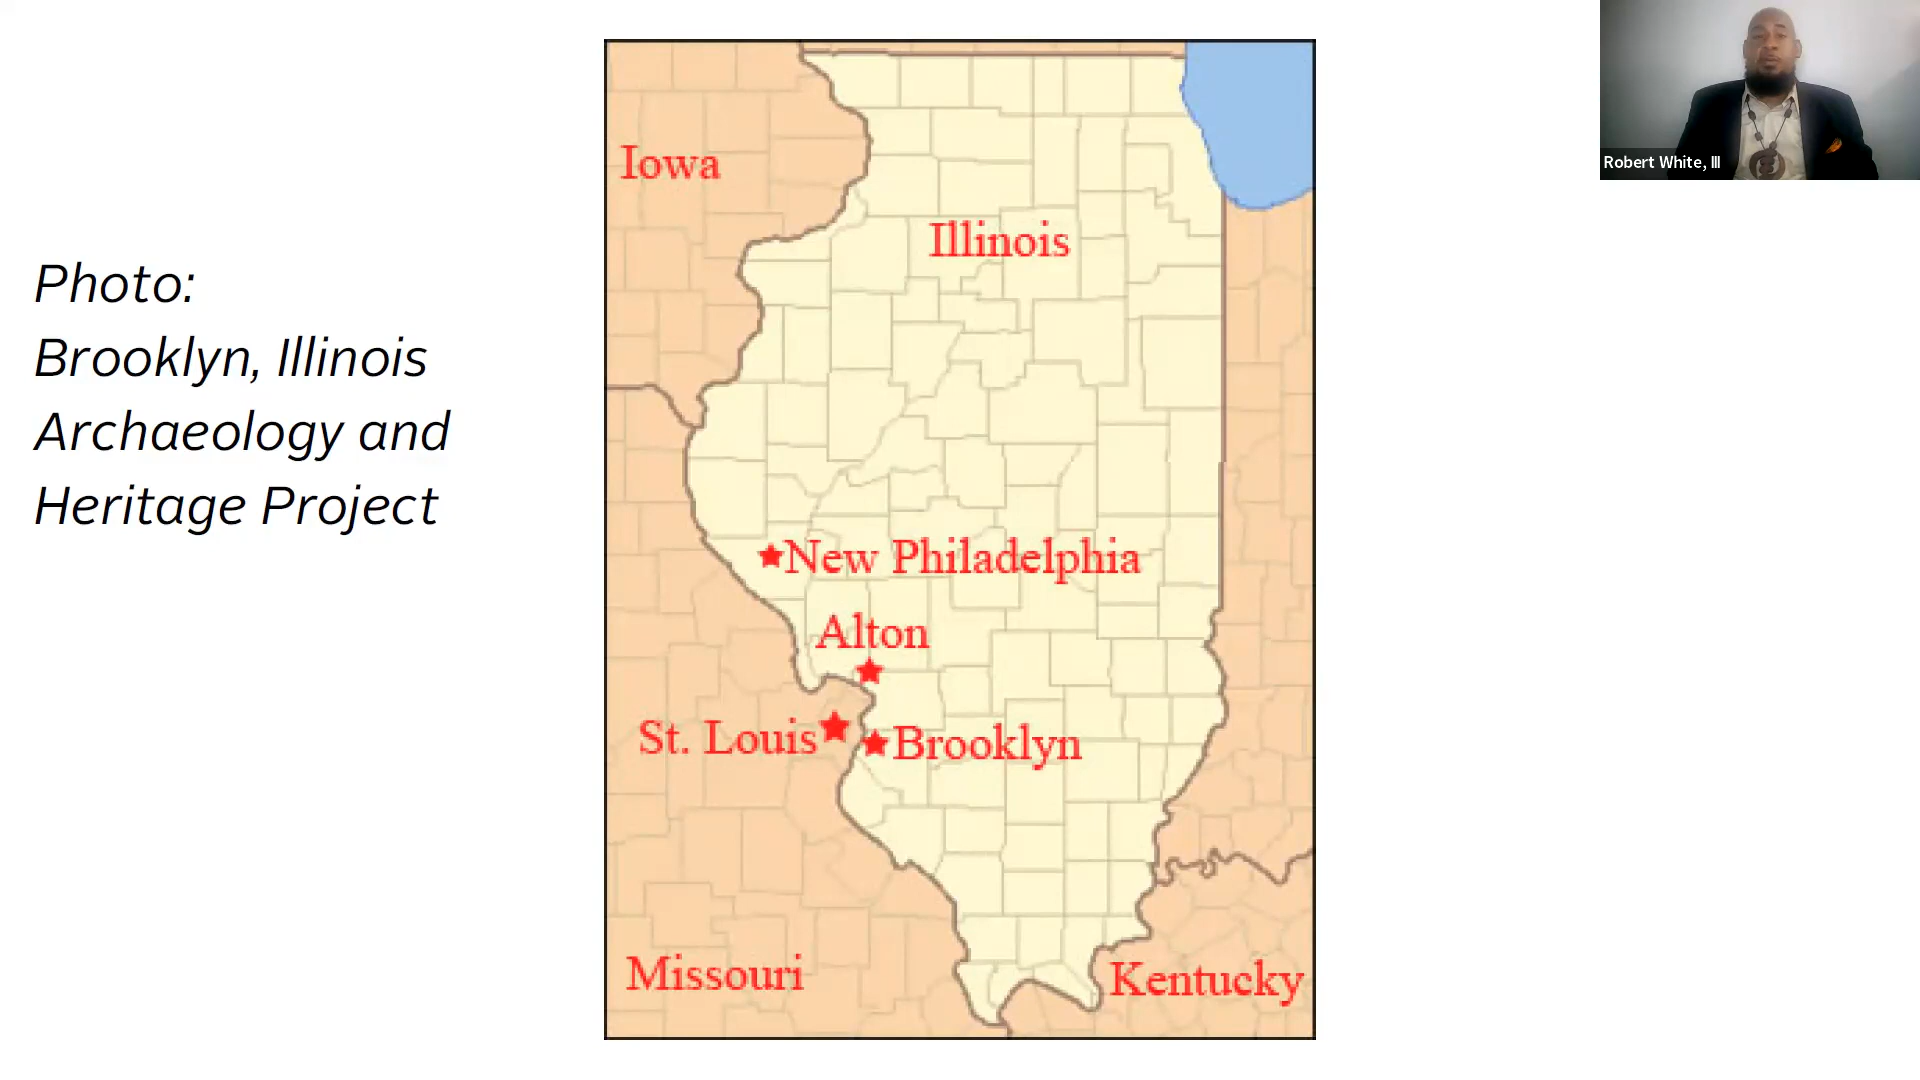 Robert White, III
Photo:
Brooklyn, Illinois
Archaeology and
Heritage Project
Iowa
Illinois
New Philadelphia
Alton
St. Louis
Brooklyn
Missouri
Kentucky